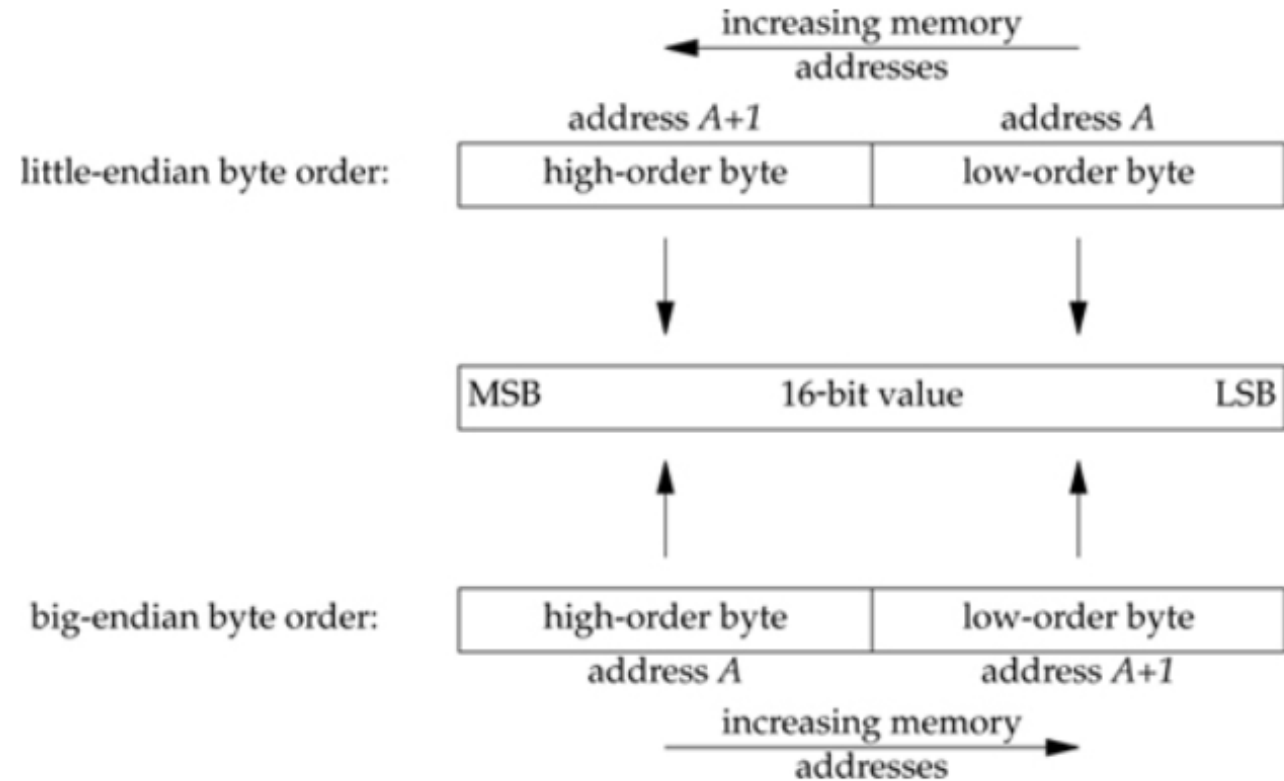 increasing memory
addresses
address A+1 address A
little-endian byte order: high-order byte low-order byte
MSB 16-bit value LSB
big-endian byte order: high-order byte low-order byte
address A address A+1
increasing memory
addresses